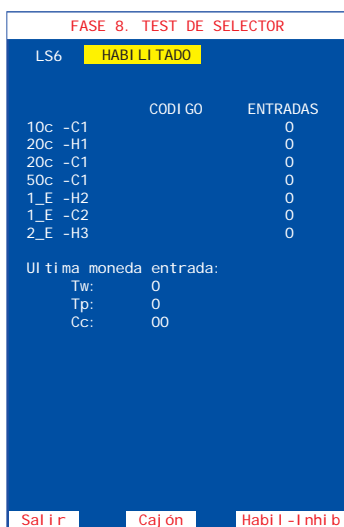 FASE 8. TEST DE SELECTOR
LS6 HABILITADO
CODIGO ENTRADAS
10c -C1 0
20c -H1 0
20c -C1 0
50c -C1 0
1_E -H2 0
1_E -C2 0
2_E -H3 0
Ultima moneda entrada:
Tw: 0
Tp: 0
Cc: 00
Salir Cajón Habil-Inhib